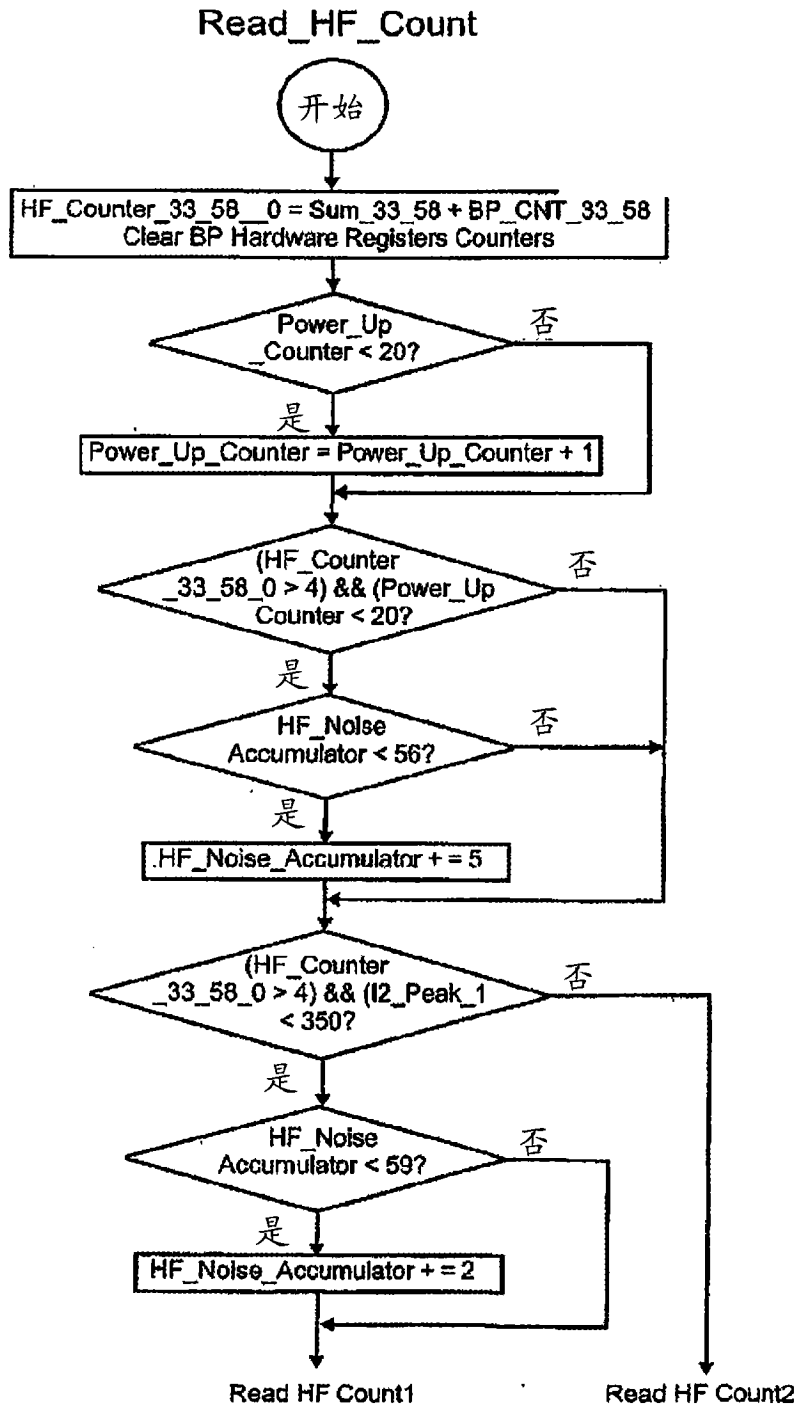 Read_HF_Count
开始
HF_Counter_33_58__0 = Sum_33_58 + BP_CNT_33_58
Clear BP Hardware Registers Counters
Power_Up
_Counter < 20?
否
是
Power_Up_Counter = Power_Up_Counter + 1
(HF_Counter
_33_58_0 > 4) && (Power_Up
Counter < 20?
否
是
HF_Noise
Accumulator < 56?
否
是
HF_Noise_Accumulator + = 5
(HF_Counter
_33_58_0 > 4) && (I2_Peak_1
< 350?
否
是
HF_Noise
Accumulator < 59?
否
是
HF_Noise_Accumulator + = 2
Read HF Count1
Read HF Count2